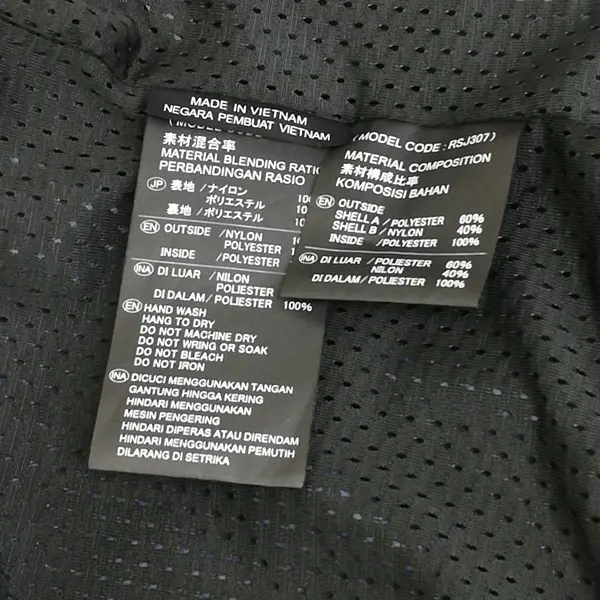 MADE IN VIETNAM
NEGARA PEMBUAT VIETNAM
素材混合率
MATERIAL BLENDING RATIO
PERBANDINGAN RASIO
JP 表地 /ナイロン
ポリエステル
裏地 /ポリエステル
EN OUTSIDE /NYLON
POLYESTER
INSIDE /POLYESTER
INA DI LUAR /NILON
POLIESTER
DI DALAM/POLIESTER 100%
EN HAND WASH
HANG TO DRY
DO NOT MACHINE DRY
DO NOT WRING OR SOAK
DO NOT BLEACH
DO NOT IRON
INA DICUCI MENGGUNAKAN TANGAN
GANTUNG HINGGA KERING
HINDARI MENGGUNAKAN
MESIN PENGERING
HINDARI DIPERAS ATAU DIRENDAM
HINDARI MENGGUNAKAN PEMUTIH
DILARANG DI SETRIKA
(MODEL CODE : RSJ307)
MATERIAL COMPOSITION
素材構成比率
KOMPOSISI BAHAN
EN OUTSIDE
SHELL A /POLYESTER 60%
SHELL B /NYLON 40%
INSIDE /POLYESTER 100%
INA DI LUAR /POLIESTER 60%
NILON 40%
DI DALAM/POLIESTER 100%